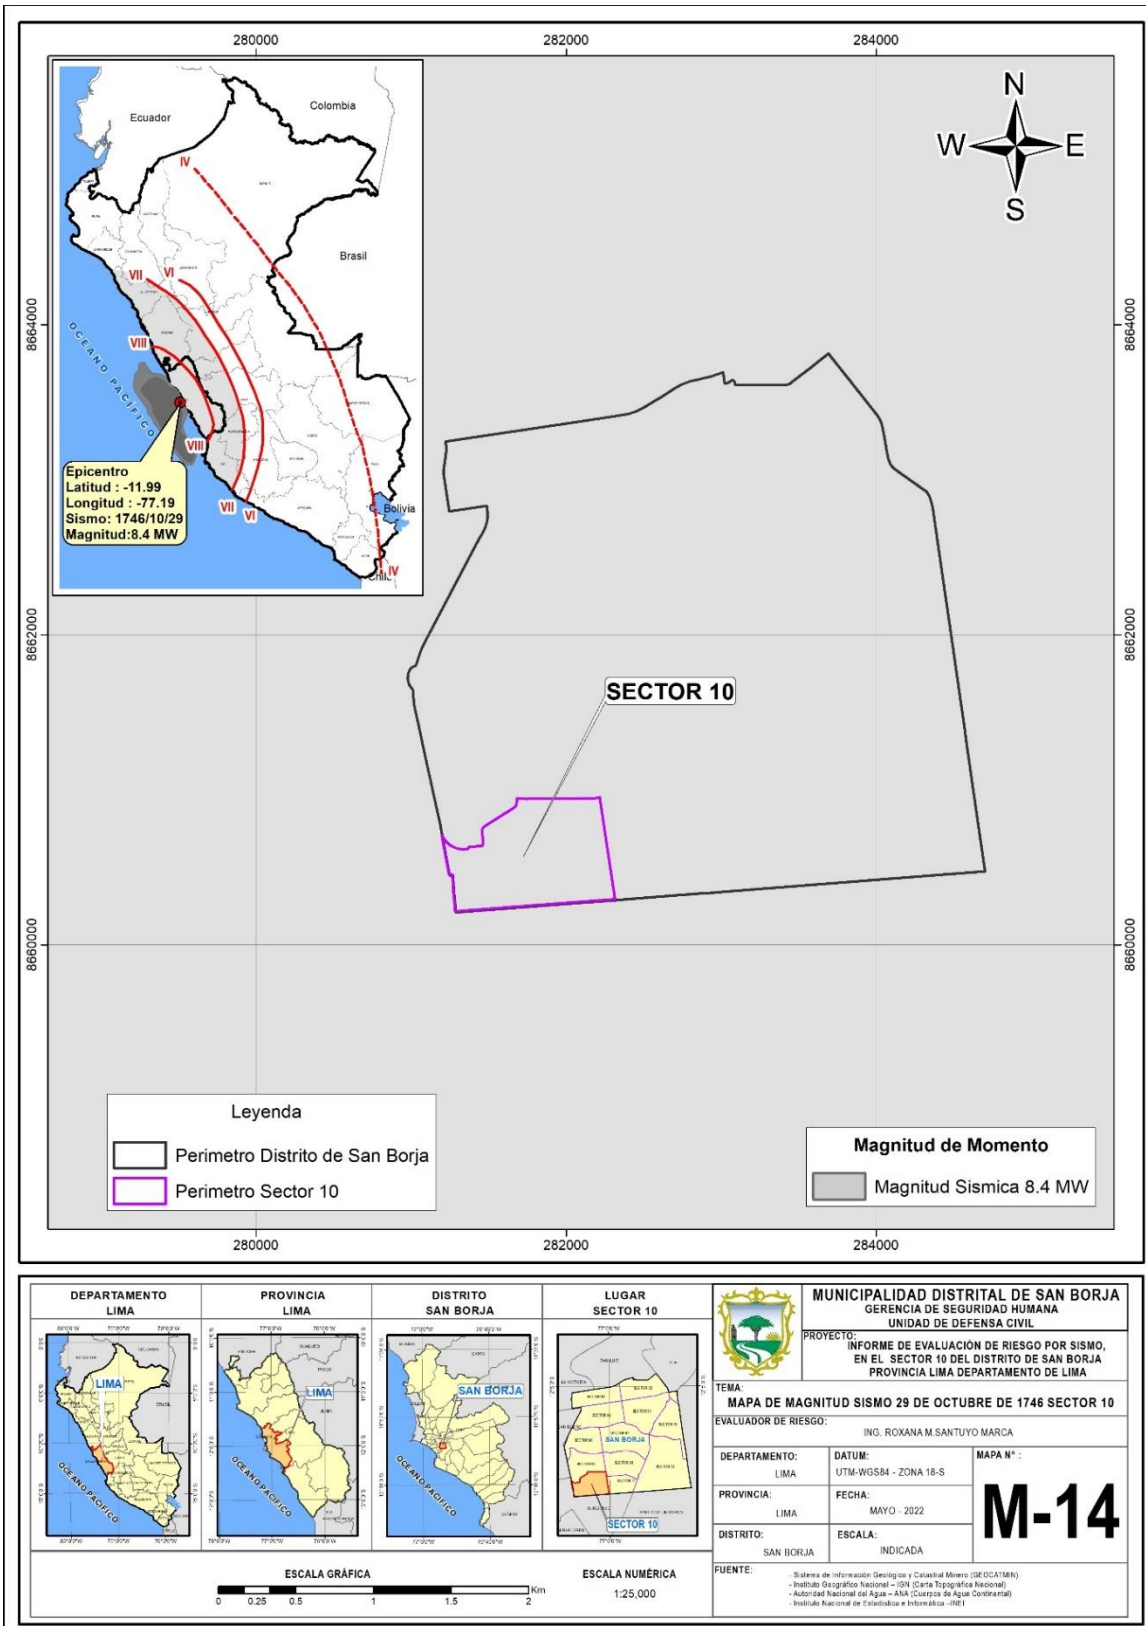 280000
282000
284000
Colombia
Ecuador
Brasil
Bolivia
Chile
IV
VII
VI
VIII
VIII
VII
VI
IV
OCEANO PACIFICO
Epicentro
Latitud : -11.99
Longitud : -77.19
Sismo: 1746/10/29
Magnitud:8.4 MW
N
W
E
S
8664000
8664000
8662000
8662000
8660000
8660000
SECTOR 10
Leyenda
Perimetro Distrito de San Borja
Perimetro Sector 10
Magnitud de Momento
Magnitud Sismica 8.4 MW
280000
282000
284000
DEPARTAMENTO
LIMA
PROVINCIA
LIMA
DISTRITO
SAN BORJA
LUGAR
SECTOR 10
LIMA
OCEANO PACIFICO
LIMA
OCEANO PACIFICO
SAN BORJA
OCEANO PACIFICO
SAN BORJA
SECTOR 10
ESCALA GRÁFICA
Km
0
0.25
0.5
1
1.5
2
ESCALA NUMÉRICA
1:25,000
MUNICIPALIDAD DISTRITAL DE SAN BORJA
GERENCIA DE SEGURIDAD HUMANA
UNIDAD DE DEFENSA CIVIL
PROYECTO:
INFORME DE EVALUACIÓN DE RIESGO POR SISMO,
EN EL SECTOR 10 DEL DISTRITO DE SAN BORJA
PROVINCIA LIMA DEPARTAMENTO DE LIMA
TEMA:
MAPA DE MAGNITUD SISMO 29 DE OCTUBRE DE 1746 SECTOR 10
EVALUADOR DE RIESGO:
ING. ROXANA M.SANTUYO MARCA
DEPARTAMENTO:
LIMA
DATUM:
UTM-WGS84 - ZONA 18-S
MAPA N° :
M-14
PROVINCIA:
LIMA
FECHA:
MAYO - 2022
DISTRITO:
SAN BORJA
ESCALA:
INDICADA
FUENTE:
- Sistema de Información Geológico y Catastral Minero (GEOCATMIN)
- Instituto Geográfico Nacional – IGN (Carta Topográfica Nacional)
- Autoridad Nacional del Agua – ANA (Cuerpos de Agua Continental)
- Instituto Nacional de Estadística e Informática –INEI